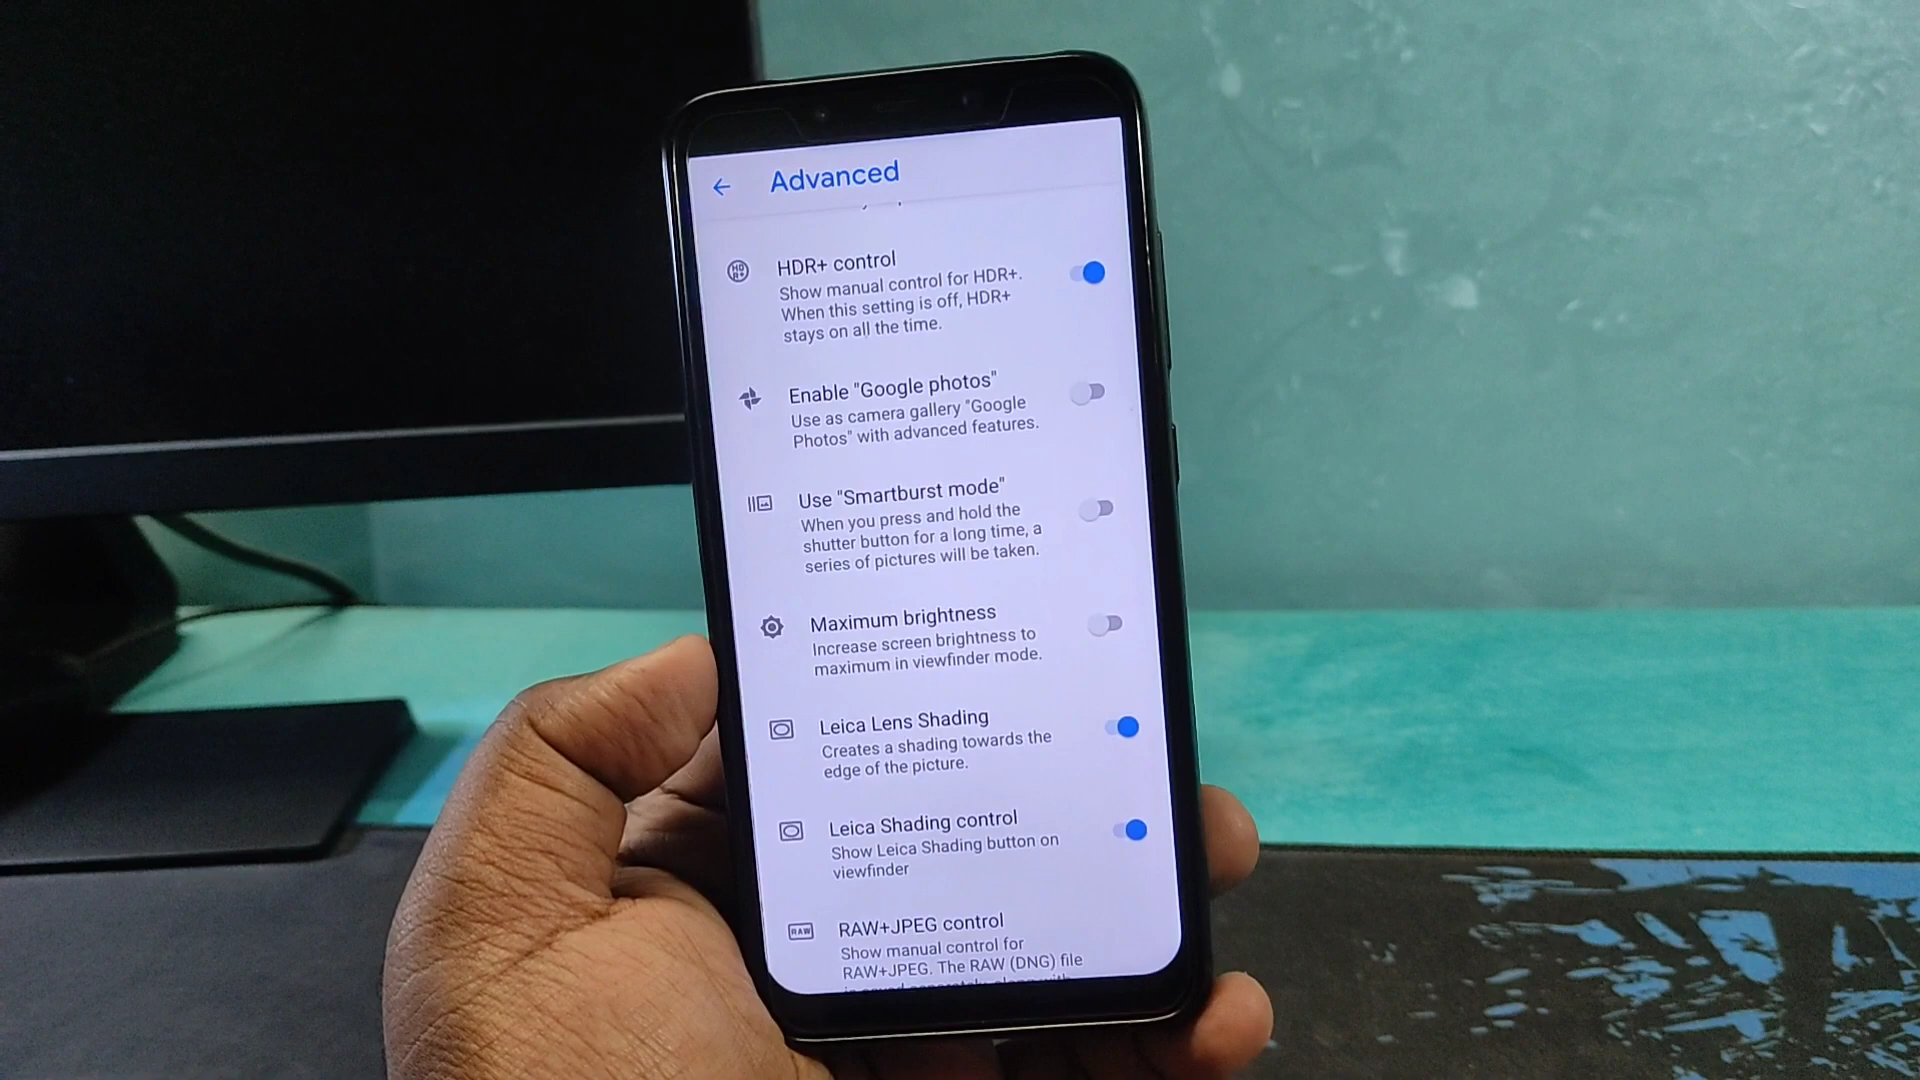 Advanced
HDR+ control
Show manual control for HDR+.
When this setting is off, HDR+
stays on all the time.
Enable "Google photos"
Use as camera gallery "Google
Photos" with advanced features.
Use "Smartburst mode"
When you press and hold the
shutter button for a long time, a
series of pictures will be taken.
Maximum brightness
Increase screen brightness to
maximum in viewfinder mode.
Leica Lens Shading
Creates a shading towards the
edge of the picture.
Leica Shading control
Show Leica Shading button on
viewfinder
RAW
RAW+JPEG control
Show manual control for
RAW+JPEG. The RAW (DNG) file